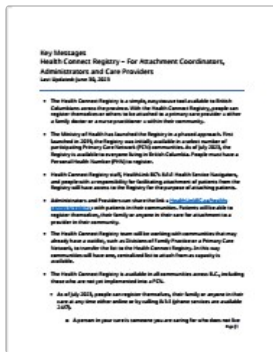 Key Messages
Health Connect Registry – For Attachment Coordinators,
Administrators and Care Providers
Last Updated: June 30, 2023
• The Health Connect Registry is a simple, easy to use tool available to British
Columbians across the province. With the Health Connect Registry, people can
register themselves or others to be attached to a primary care provider: either
a family doctor or a nurse practitioner in their community.
• The Ministry of Health has launched the Registry in a phased approach. First
launched in 2019, the Registry was initially available in a select number of
participating Primary Care Network (PCN) communities. As of July 2023, the
Registry is available to everyone living in British Columbia. People must have a
Personal Health Number (PHN) to register.
• Health Connect Registry staff, HealthLink BC's 8-1-1 Health Service Navigators,
and people with a responsibility for facilitating attachment of patients from the
Registry will have access to the Registry for the purpose of attaching patients.
• Administrators and Providers can share the link
with patients in their communities. Patients will be able to
register themselves, their family or anyone in their care for attachment to a
provider in their community.
• The Health Connect Registry team will be working with communities that may
already have a waitlist, such as Divisions of Family Practice or a Primary Care
Network, to transfer the list to the Health Connect Registry. In this way
communities will have one, centralized list to attach from as capacity is
available.
• The Health Connect Registry is available in all communities across B.C., including
those who are not yet implemented in a PCN.
• As of July 2023, people can register themselves, their family or anyone in their
care at any time either online or by calling 8-1-1 (phone services are available
24/7).
o A person in your care is someone you are caring for who does not live